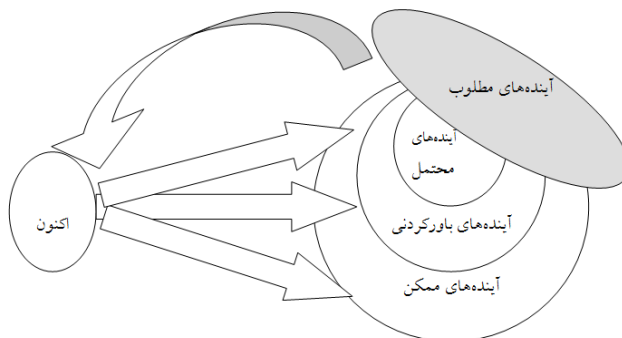 آینده‌های مطلوب
آینده‌های
محتمل
آینده‌های باورکردنی
اکنون
آینده‌های ممکن